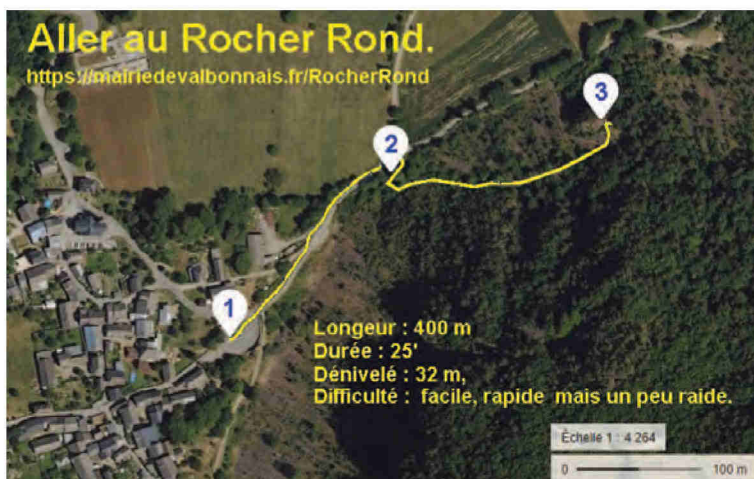 Aller au Rocher Rond.
https://mairiedevalbonnais.fr/RocherRond
3
2
1
Longeur : 400 m
Durée : 25'
Dénivelé : 32 m,
Difficulté : facile, rapide mais un peu raide.
Échelle 1 : 4 264
0 100 m